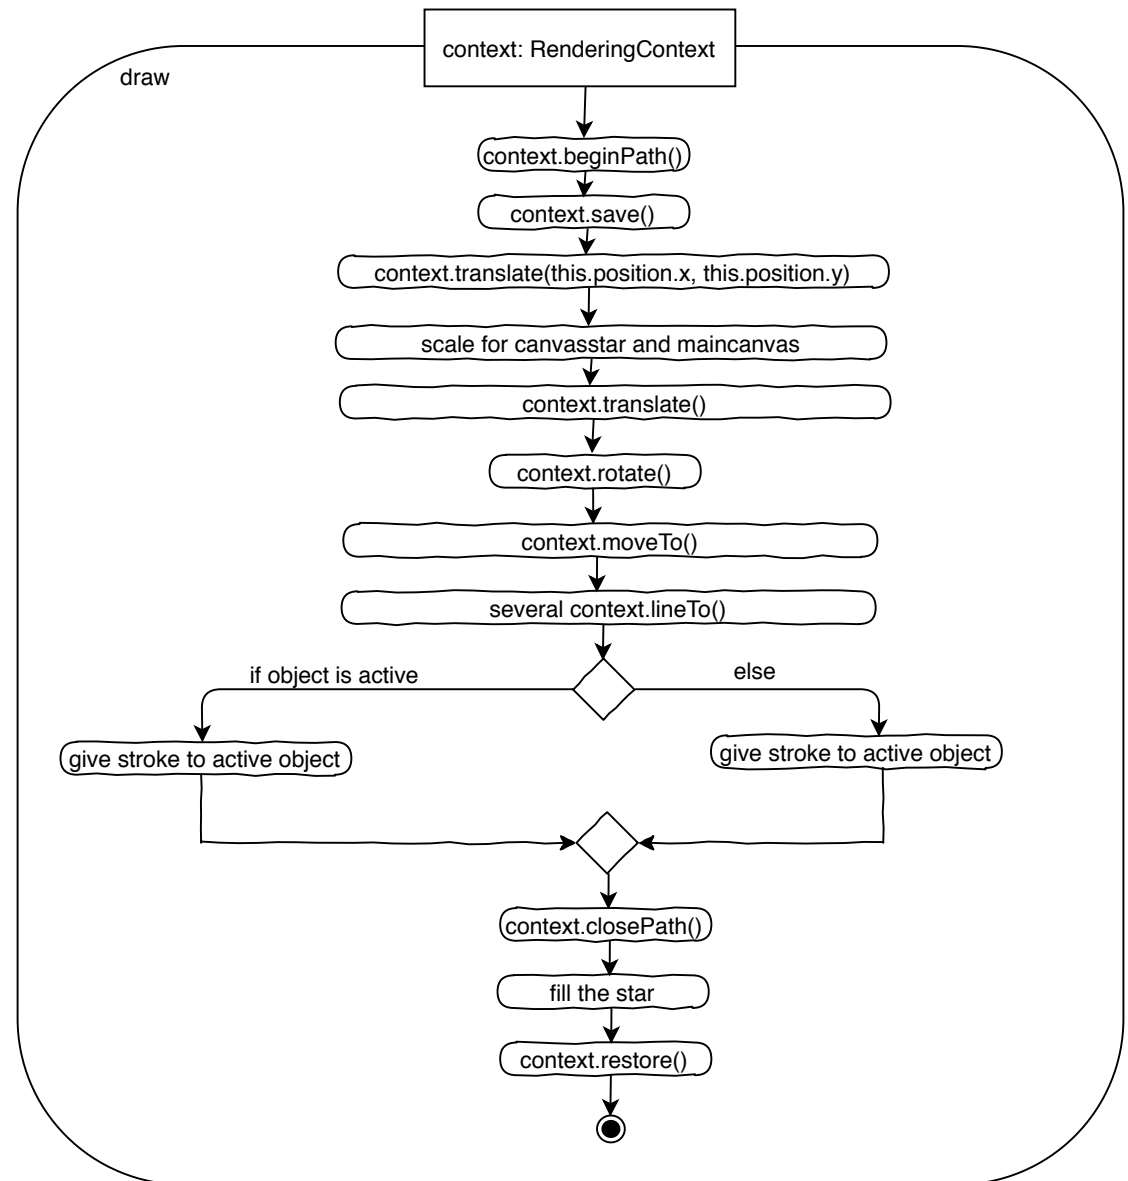 context: RenderingContext
draw
context.beginPath()
context.save()
context.translate(this.position.x, this.position.y)
scale for canvasstar and maincanvas
context.translate()
context.rotate()
context.moveTo()
several context.lineTo()
if object is active
else
give stroke to active object
give stroke to active object
context.closePath()
fill the star
context.restore()